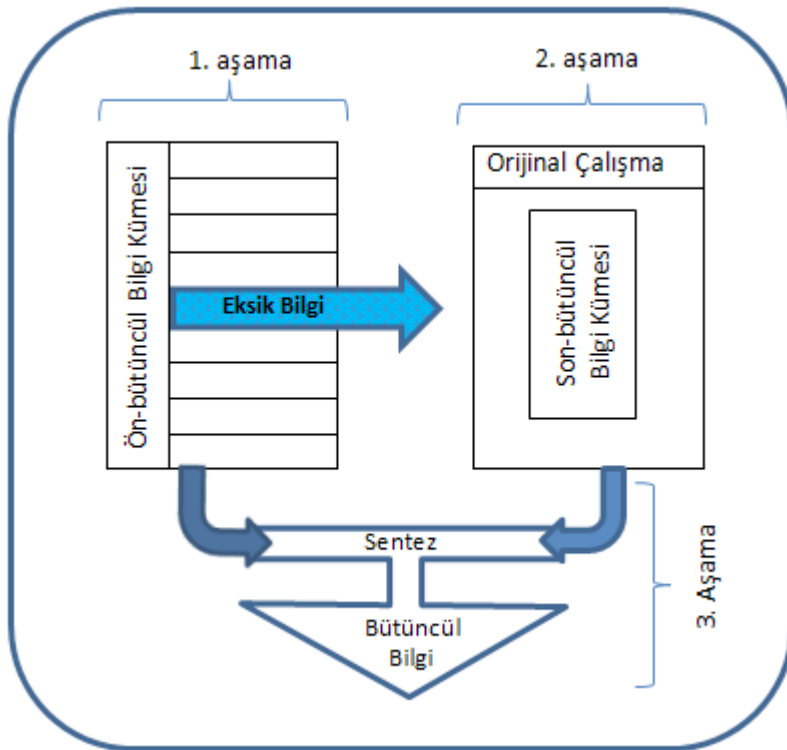 1. aşama
2. aşama
Ön-bütüncül Bilgi Kümesi
Eksik Bilgi
Orijinal Çalışma
Son-bütüncül
Bilgi Kümesi
Sentez
Bütüncül
Bilgi
3. Aşama